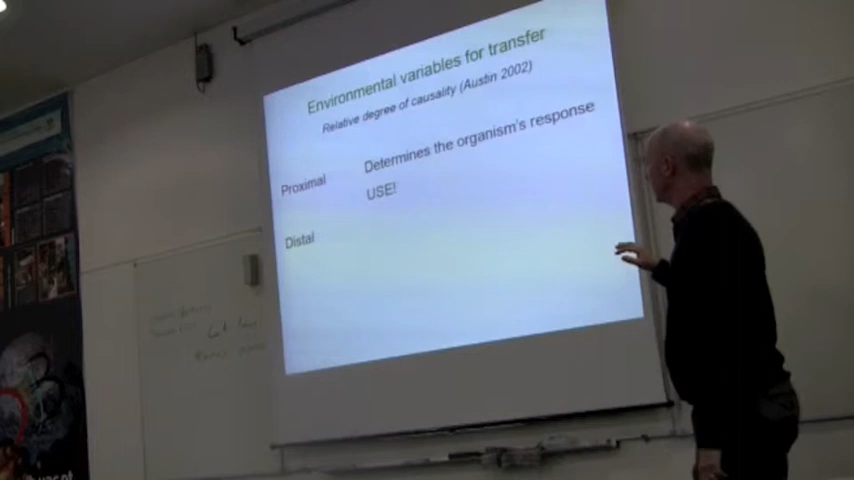 Environmental variables for transfer
Relative degree of causality (Austin 2002)
Proximal
Determines the organism's response
USE!
Distal